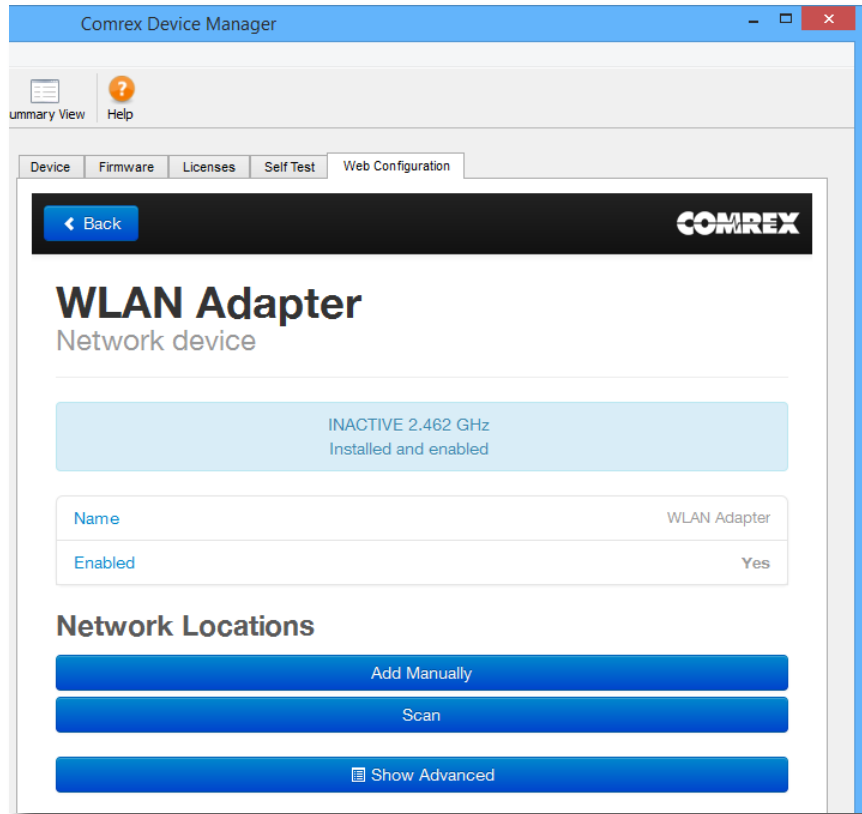 Comrex Device Manager
ummary View
Help
Device Firmware Licenses Self Test Web Configuration
Back
COMREX
WLAN Adapter
Network device
INACTIVE 2.462 GHz
Installed and enabled
Name WLAN Adapter
Enabled Yes
Network Locations
Add Manually
Scan
Show Advanced